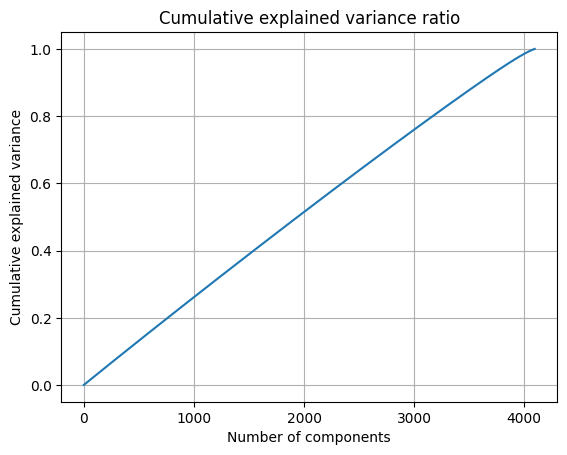 Cumulative explained variance ratio
Cumulative explained variance
1.0
0.8
0.6
0.4
0.2
0.0
0 1000 2000 3000 4000
Number of components